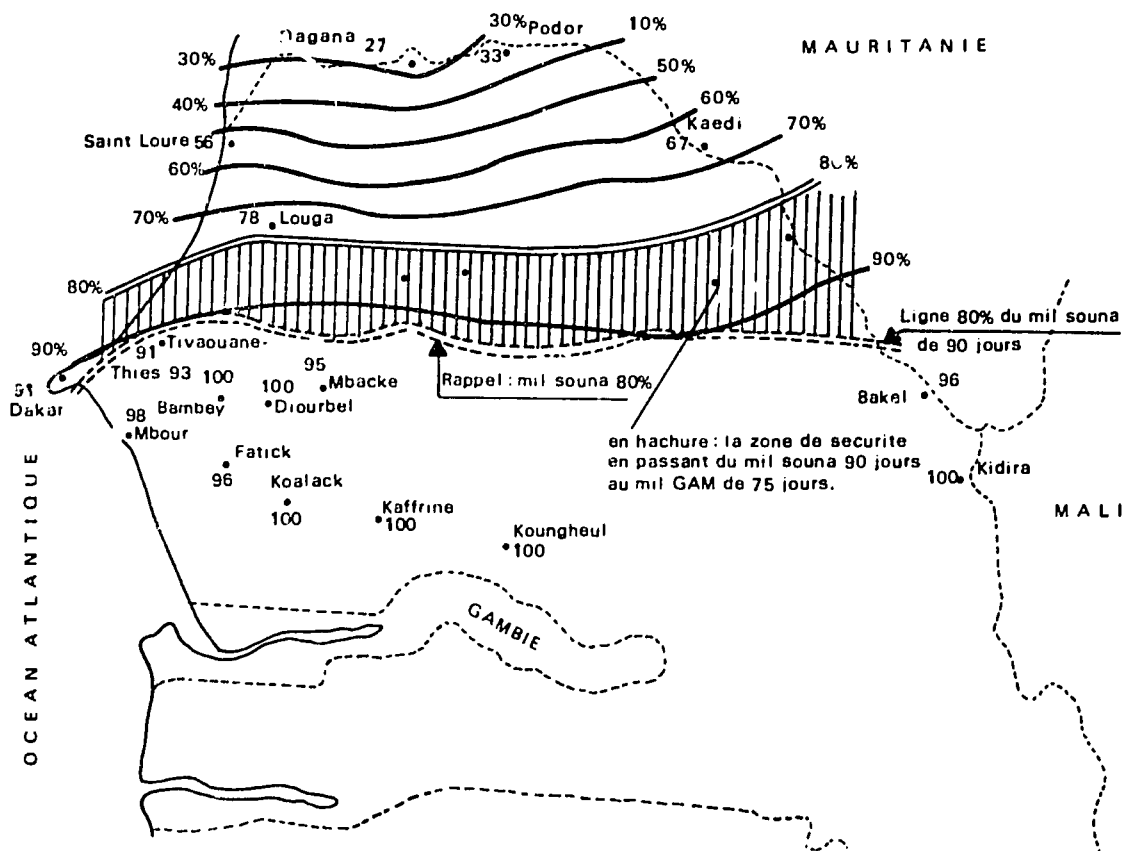 30% Podor
10%
27
33
MAURITANIE
30%
40%
50%
60%
Kaedi
67
70%
Saint Loure 56
60%
70%
78 Louga
80%
90%
90%
91 Tivaouane
Ligne 80% du mil souna
de 90 jours
Thies 93
100
Bambey
100
Diourbel
95
Mbacke
Rappel : mil souna 80%
Dakar
98
Mbour
96
Bakel
en hachure : la zone de securite
en passant du mil souna 90 jours
au mil GAM de 75 jours.
Fatick
96
Koalack
100
Kaffrine
100
Koungheul
100
100 Kidira
MALI
OCEAN ATLANTIQUE
GAMBIE